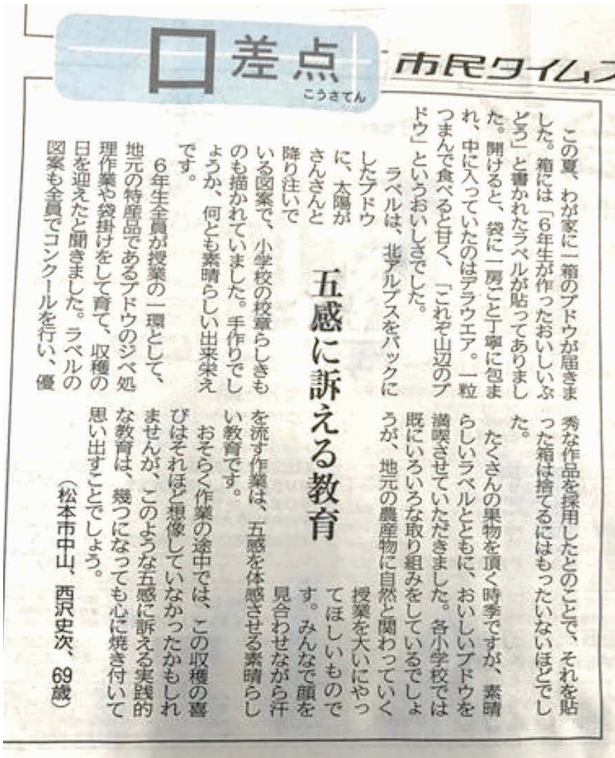 口差点
こうさてん
市民タイムス
五感に訴える教育
この夏、わが家に一箱のブドウが届きま
した。箱には「6年生が作ったおいしいぶ
どう」と書かれたラベルが貼ってありまし
た。開けると、袋に一房ごと丁寧に包ま
れ、中に入っていたのはデラウエア。一粒
つまんで食べると甘く、「これぞ山辺のブ
ドウ」というおいしさでした。
ラベルは、北アルプスをバックに
したブドウ
に、太陽が
さんさんと
降り注いで
いる図案で、小学校の校章らしきも
のも描かれていました。手作りでし
ょうか、何とも素晴らしい出来栄え
です。
6年生全員が授業の一環として、
地元の特産品であるブドウのジベ処
理作業や袋掛けをして育て、収穫の
日を迎えたと聞きました。ラベルの
図案も全員でコンクールを行い、優
秀な作品を採用したとのことで、それを貼
った箱は捨てるにはもったいないほどでし
た。
たくさんの果物を頂く時季ですが、素晴
らしいラベルとともに、おいしいブドウを
満喫させていただきました。各小学校では
既にいろいろな取り組みをしているでしょ
うが、地元の農産物に自然と関わっていく
授業を大いにやっ
てほしいもので
す。みんなで顔を
見合わせながら汗
を流す作業は、五感を体感させる素晴らし
い教育です。
おそらく作業の途中では、この収穫の喜
びはそれほど想像していなかったかもしれ
ませんが、このような五感に訴える実践的
な教育は、幾つになっても心に焼き付いて
思い出すことでしょう。
(松本市中山、西沢史次、69歳)